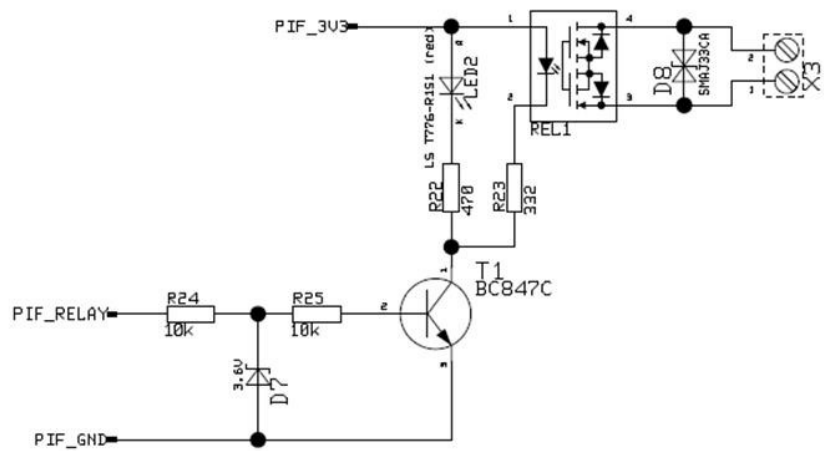 PIF_3V3
1
4
A
LED2
LS T776-R1S1 (red)
K
2
3
REL1
D8
SMAJ33CA
2
1
X3
R22
470
R23
332
1
T1
BC847C
PIF_RELAY
R24
10k
R25
10k
2
3.6V
D7
3
PIF_GND